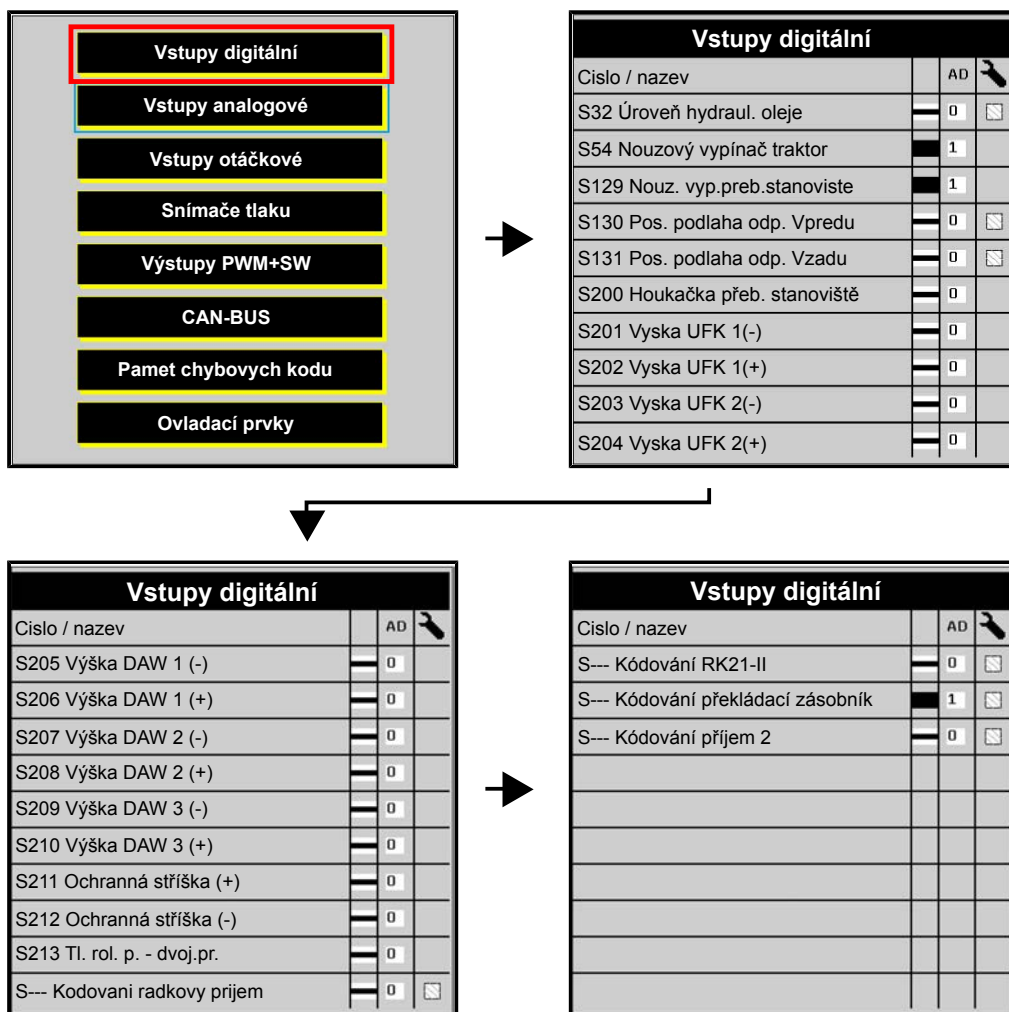 Vstupy digitální
Vstupy analogové
Vstupy otáčkové
Snímače tlaku
Výstupy PWM+SW
CAN-BUS
Pamet chybovych kodu
Ovladací prvky
Vstupy digitální
Cislo / nazev AD
S32 Úroveň hydraul. oleje 0
S54 Nouzový vypínač traktor 1
S129 Nouz. vyp.preb.stanoviste 1
S130 Pos. podlaha odp. Vpredu 0
S131 Pos. podlaha odp. Vzadu 0
S200 Houkačka přeb. stanoviště 0
S201 Vyska UFK 1(-) 0
S202 Vyska UFK 1(+) 0
S203 Vyska UFK 2(-) 0
S204 Vyska UFK 2(+) 0
Vstupy digitální
Cislo / nazev AD
S205 Výška DAW 1 (-) 0
S206 Výška DAW 1 (+) 0
S207 Výška DAW 2 (-) 0
S208 Výška DAW 2 (+) 0
S209 Výška DAW 3 (-) 0
S210 Výška DAW 3 (+) 0
S211 Ochranná stříška (+) 0
S212 Ochranná stříška (-) 0
S213 Tl. rol. p. - dvoj.pr. 0
S--- Kodovani radkovy prijem 0
Vstupy digitální
Cislo / nazev AD
S--- Kódování RK21-II 0
S--- Kódování překládací zásobník 1
S--- Kódování příjem 2 0